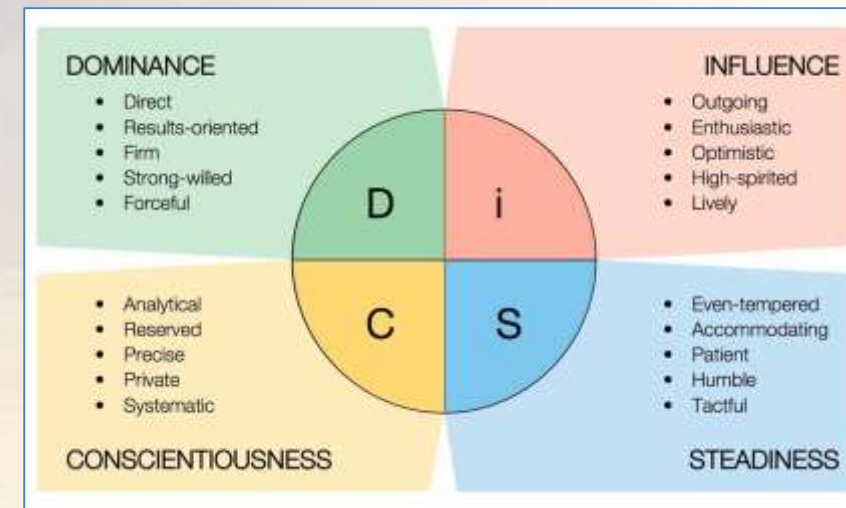 DOMINANCE
• Direct
• Results-oriented
• Firm
• Strong-willed
• Forceful
INFLUENCE
• Outgoing
• Enthusiastic
• Optimistic
• High-spirited
• Lively
D
i
C
S
• Analytical
• Reserved
• Precise
• Private
• Systematic
CONSCIENTIOUSNESS
• Even-tempered
• Accommodating
• Patient
• Humble
• Tactful
STEADINESS